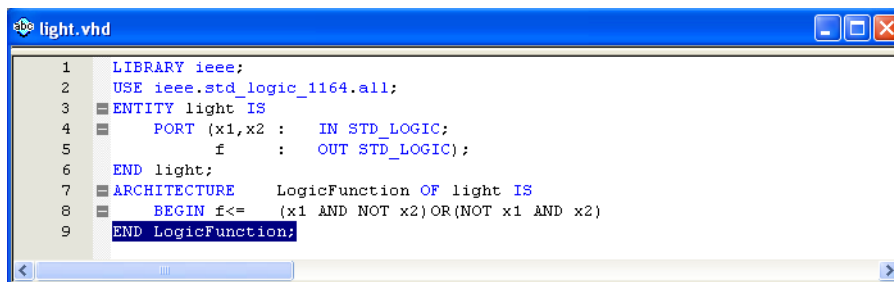 abc light.vhd
1 LIBRARY ieee;
2 USE ieee.std_logic_1164.all;
3 ENTITY light IS
4 PORT (x1,x2 : IN STD_LOGIC;
5 f : OUT STD_LOGIC);
6 END light;
7 ARCHITECTURE LogicFunction OF light IS
8 BEGIN f<= (x1 AND NOT x2)OR(NOT x1 AND x2)
9 END LogicFunction;